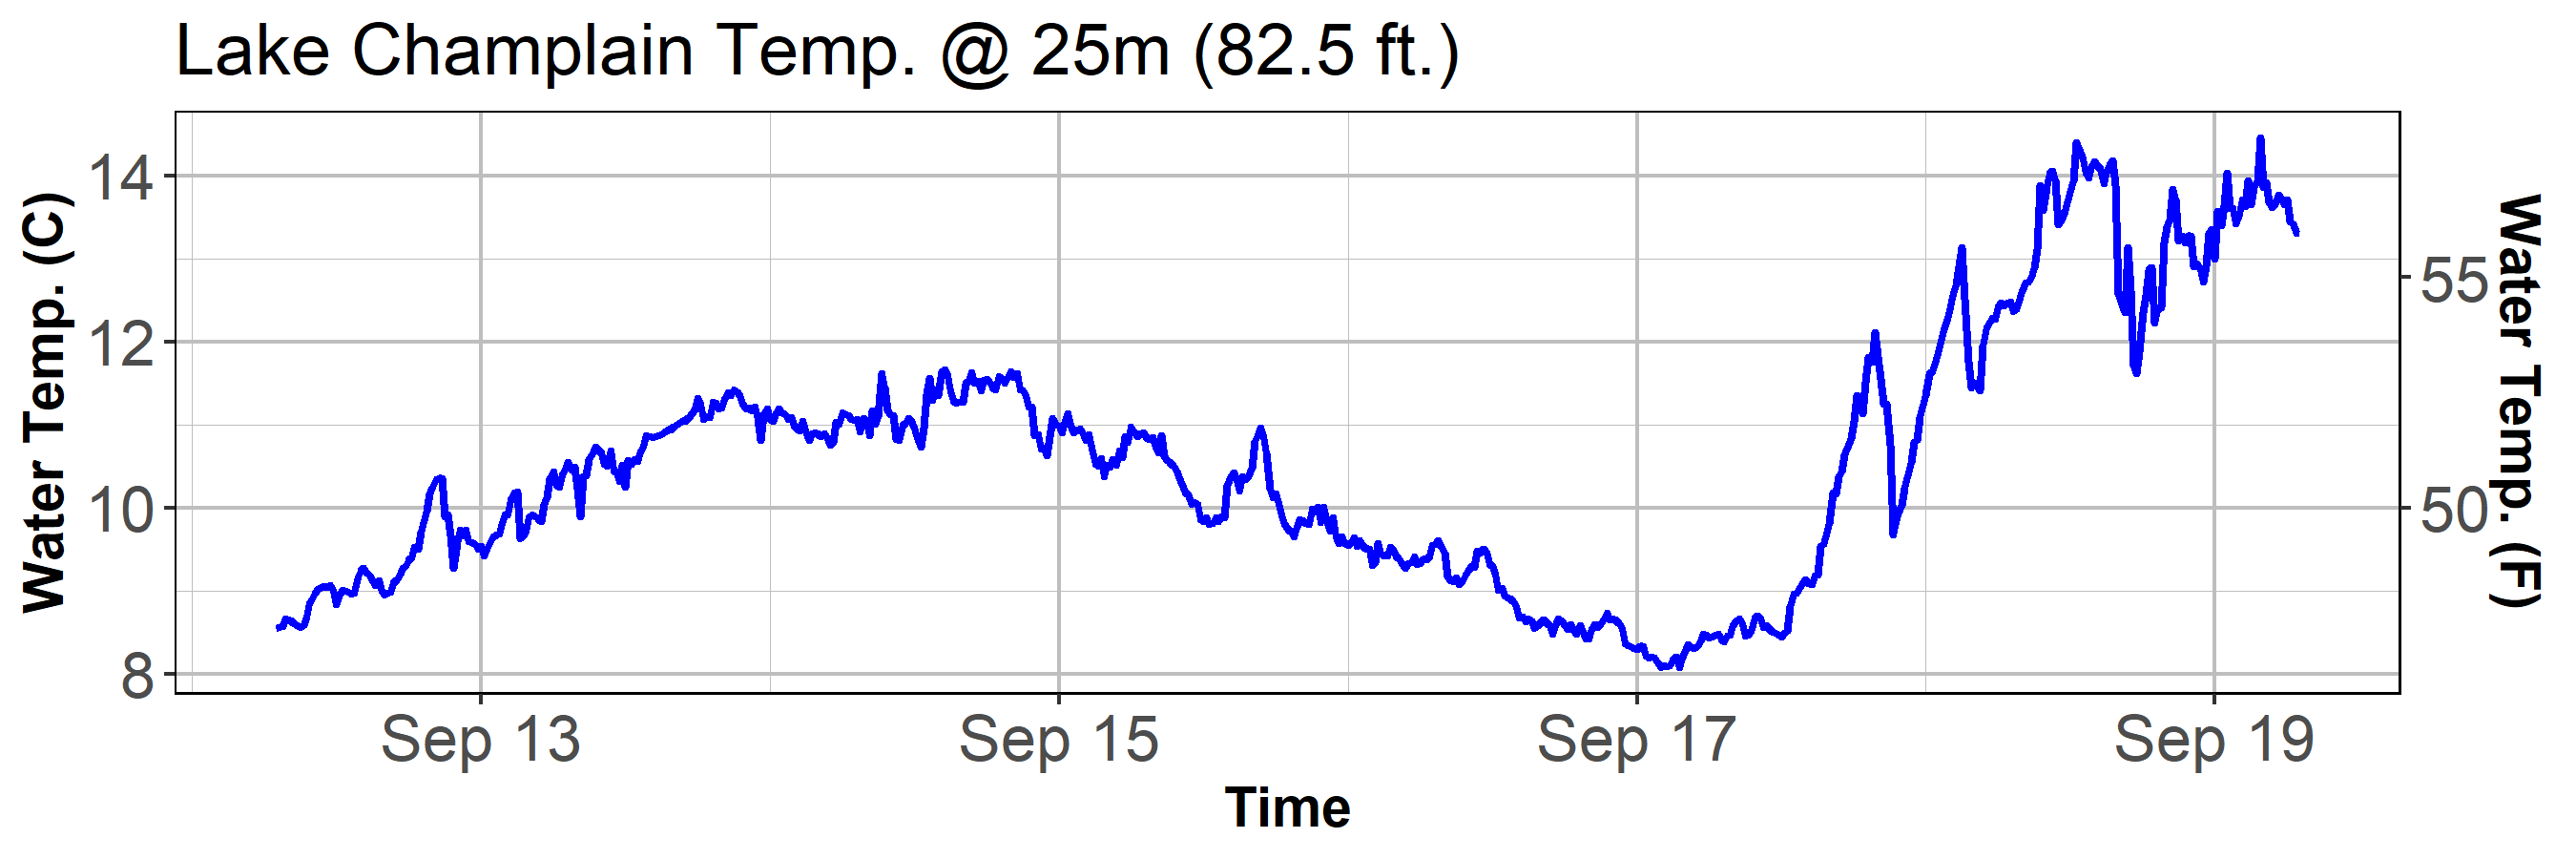 Lake Champlain Temp. @ 25m (82.5 ft.)
Water Temp. (C)
14
12
10
8
55
50
Water Temp. (F)
Sep 13 Sep 15 Sep 17 Sep 19
Time